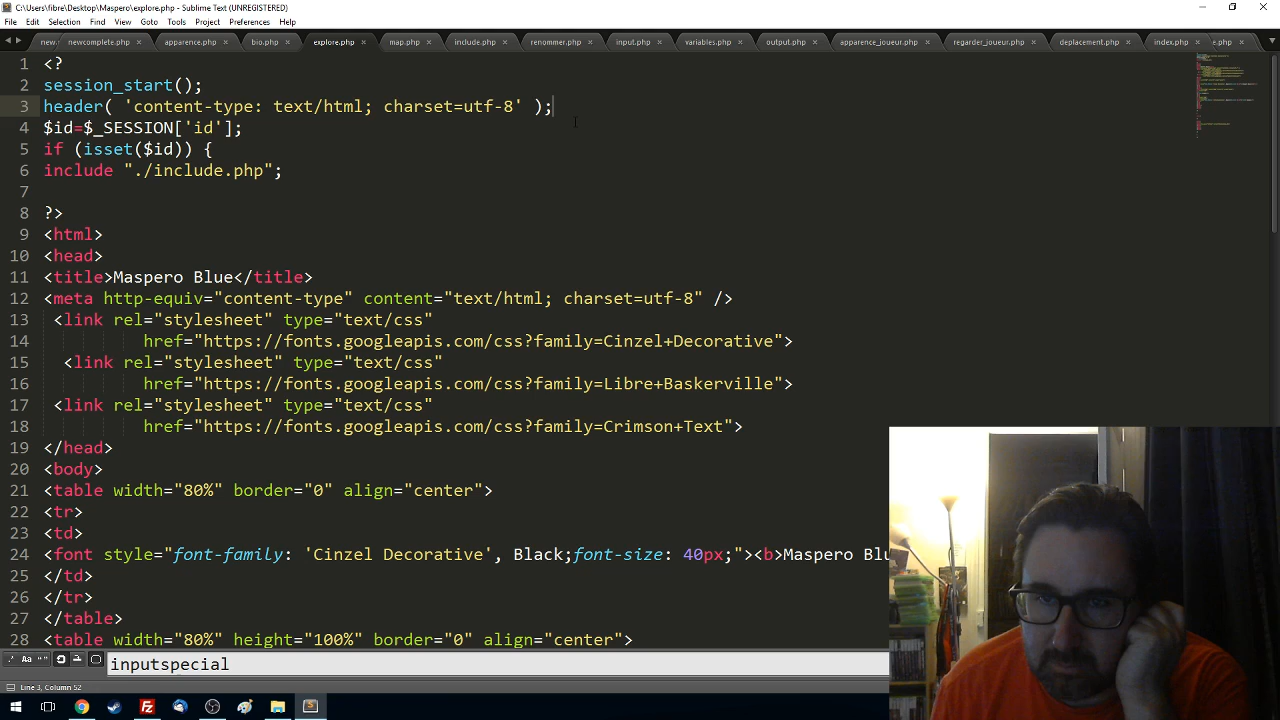 C:\Users\fibre\Desktop\Maspero\explore.php - Sublime Text (UNREGISTERED)
File Edit Selection Find View Goto Tools Project Preferences Help
new. newcomplete.php apparence.php bio.php explore.php map.php include.php renommer.php input.php variables.php output.php apparence_joueur.php regarder_joueur.php deplacement.php index.php e.php
1 <?
2 session_start();
3 header( 'content-type: text/html; charset=utf-8' );
4 $id=$_SESSION['id'];
5 if (isset($id)) {
6 include "./include.php";
7
8 ?>
9 <html>
10 <head>
11 <title>Maspero Blue</title>
12 <meta http-equiv="content-type" content="text/html; charset=utf-8" />
13 <link rel="stylesheet" type="text/css"
14 href="https://fonts.googleapis.com/css?family=Cinzel+Decorative">
15 <link rel="stylesheet" type="text/css"
16 href="https://fonts.googleapis.com/css?family=Libre+Baskerville">
17 <link rel="stylesheet" type="text/css"
18 href="https://fonts.googleapis.com/css?family=Crimson+Text">
19 </head>
20 <body>
21 <table width="80%" border="0" align="center">
22 <tr>
23 <td>
24 <font style="font-family: 'Cinzel Decorative', Black;font-size: 40px;"><b>Maspero Blu
25 </td>
26 </tr>
27 </table>
28 <table width="80%" height="100%" border="0" align="center">
.* Aa “” inputspecial
Line 3, Column 52